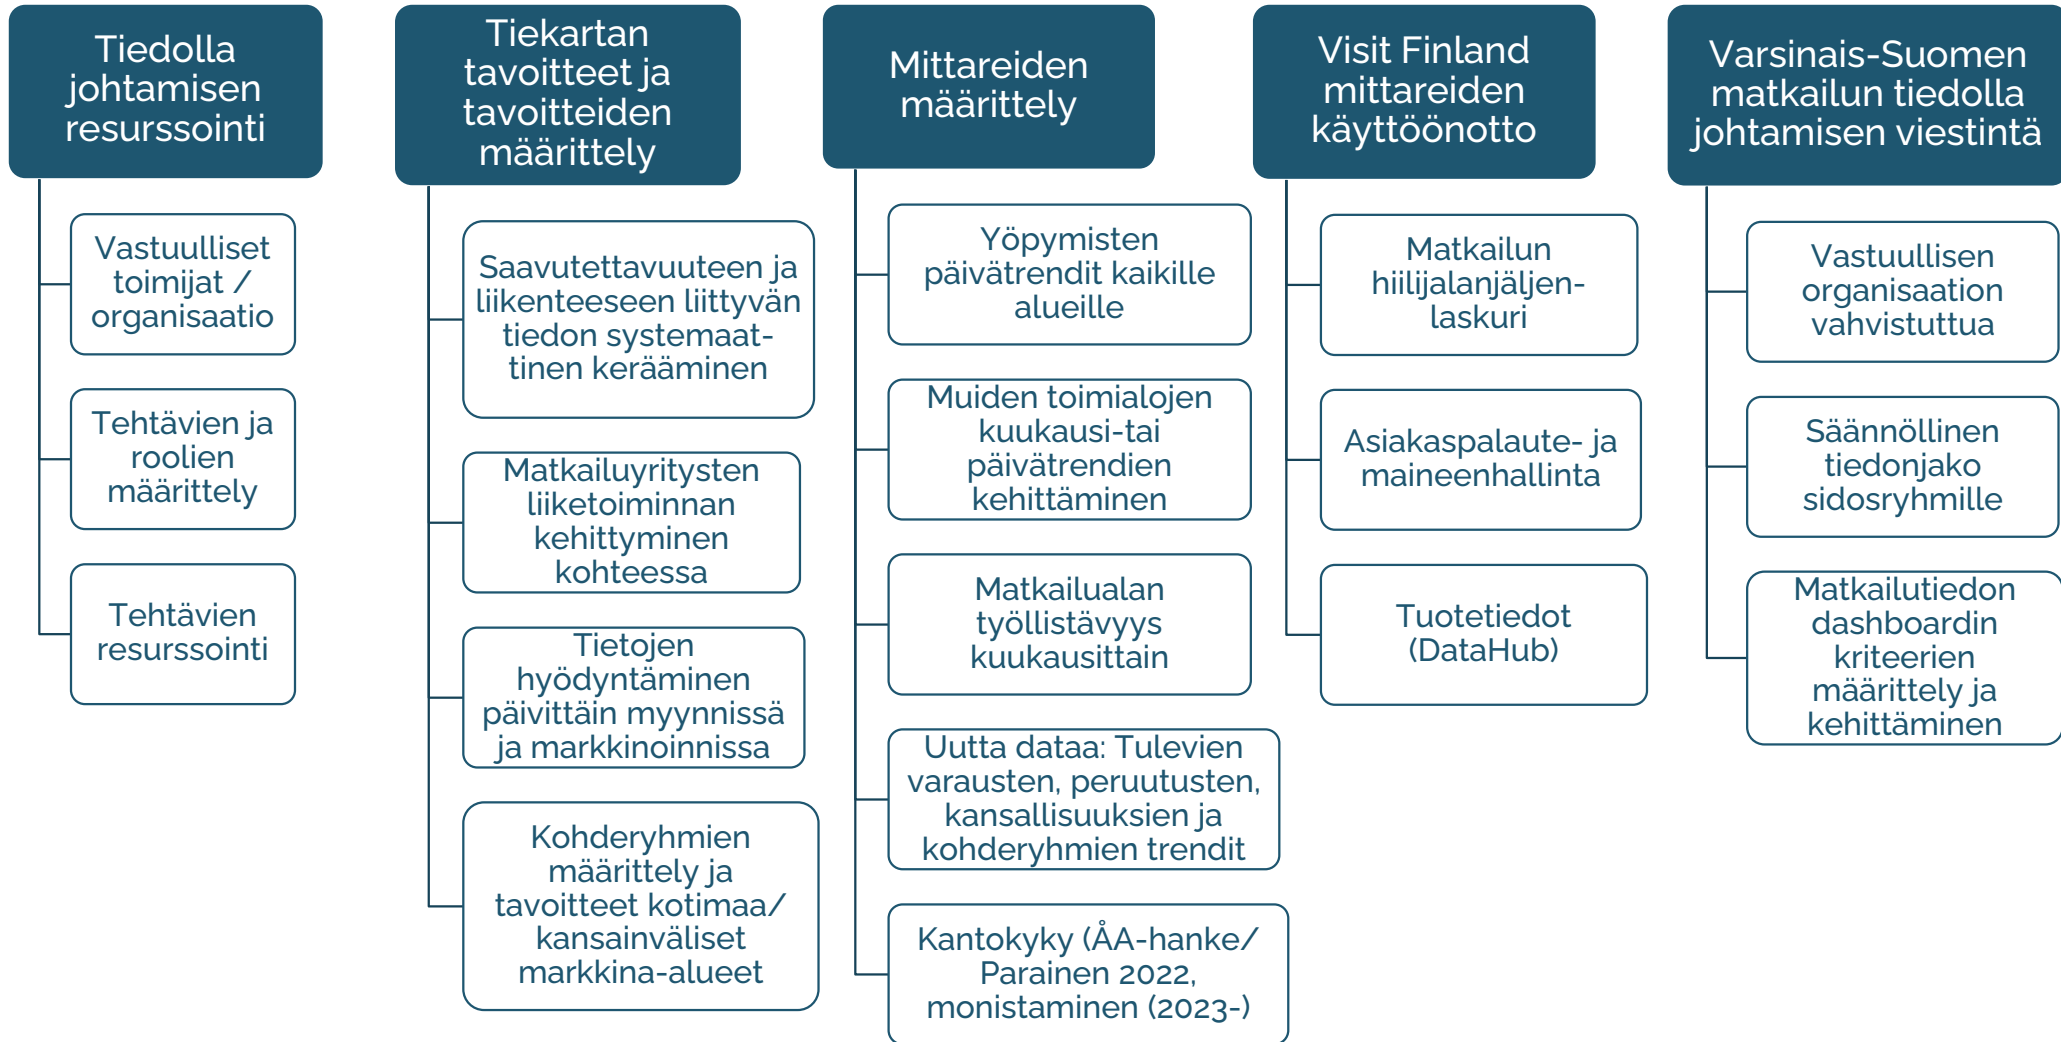 Tiedolla
johtamisen
resurssointi
Vastuulliset
toimijat /
organisaatio
Tehtävien ja
roolien
määrittely
Tehtävien
resurssointi
Tiekartan
tavoitteet ja
tavoitteiden
määrittely
Saavutettavuuteen ja
liikenteeseen liittyvän
tiedon systemaat-
tinen kerääminen
Matkailuyritysten
liiketoiminnan
kehittyminen
kohteessa
Tietojen
hyödyntäminen
päivittäin myynnissä
ja markkinoinnissa
Kohderyhmien
määrittely ja
tavoitteet kotimaa/
kansainväliset
markkina-alueet
Mittareiden
määrittely
Yöpymisten
päivätrendit kaikille
alueille
Muiden toimialojen
kuukausi-tai
päivätrendien
kehittäminen
Matkailualan
työllistävyys
kuukausittain
Uutta dataa: Tulevien
varausten, peruutusten,
kansallisuuksien ja
kohderyhmien trendit
Kantokyky (ÅA-hanke/
Parainen 2022,
monistaminen (2023-)
Visit Finland
mittareiden
käyttöönotto
Matkailun
hiilijalanjäljen-
laskuri
Asiakaspalaute- ja
maineenhallinta
Tuotetiedot
(DataHub)
Varsinais-Suomen
matkailun tiedolla
johtamisen viestintä
Vastuullisen
organisaation
vahvistuttua
Säännöllinen
tiedonjako
sidosryhmille
Matkailutiedon
dashboardin
kriteerien
määrittely ja
kehittäminen